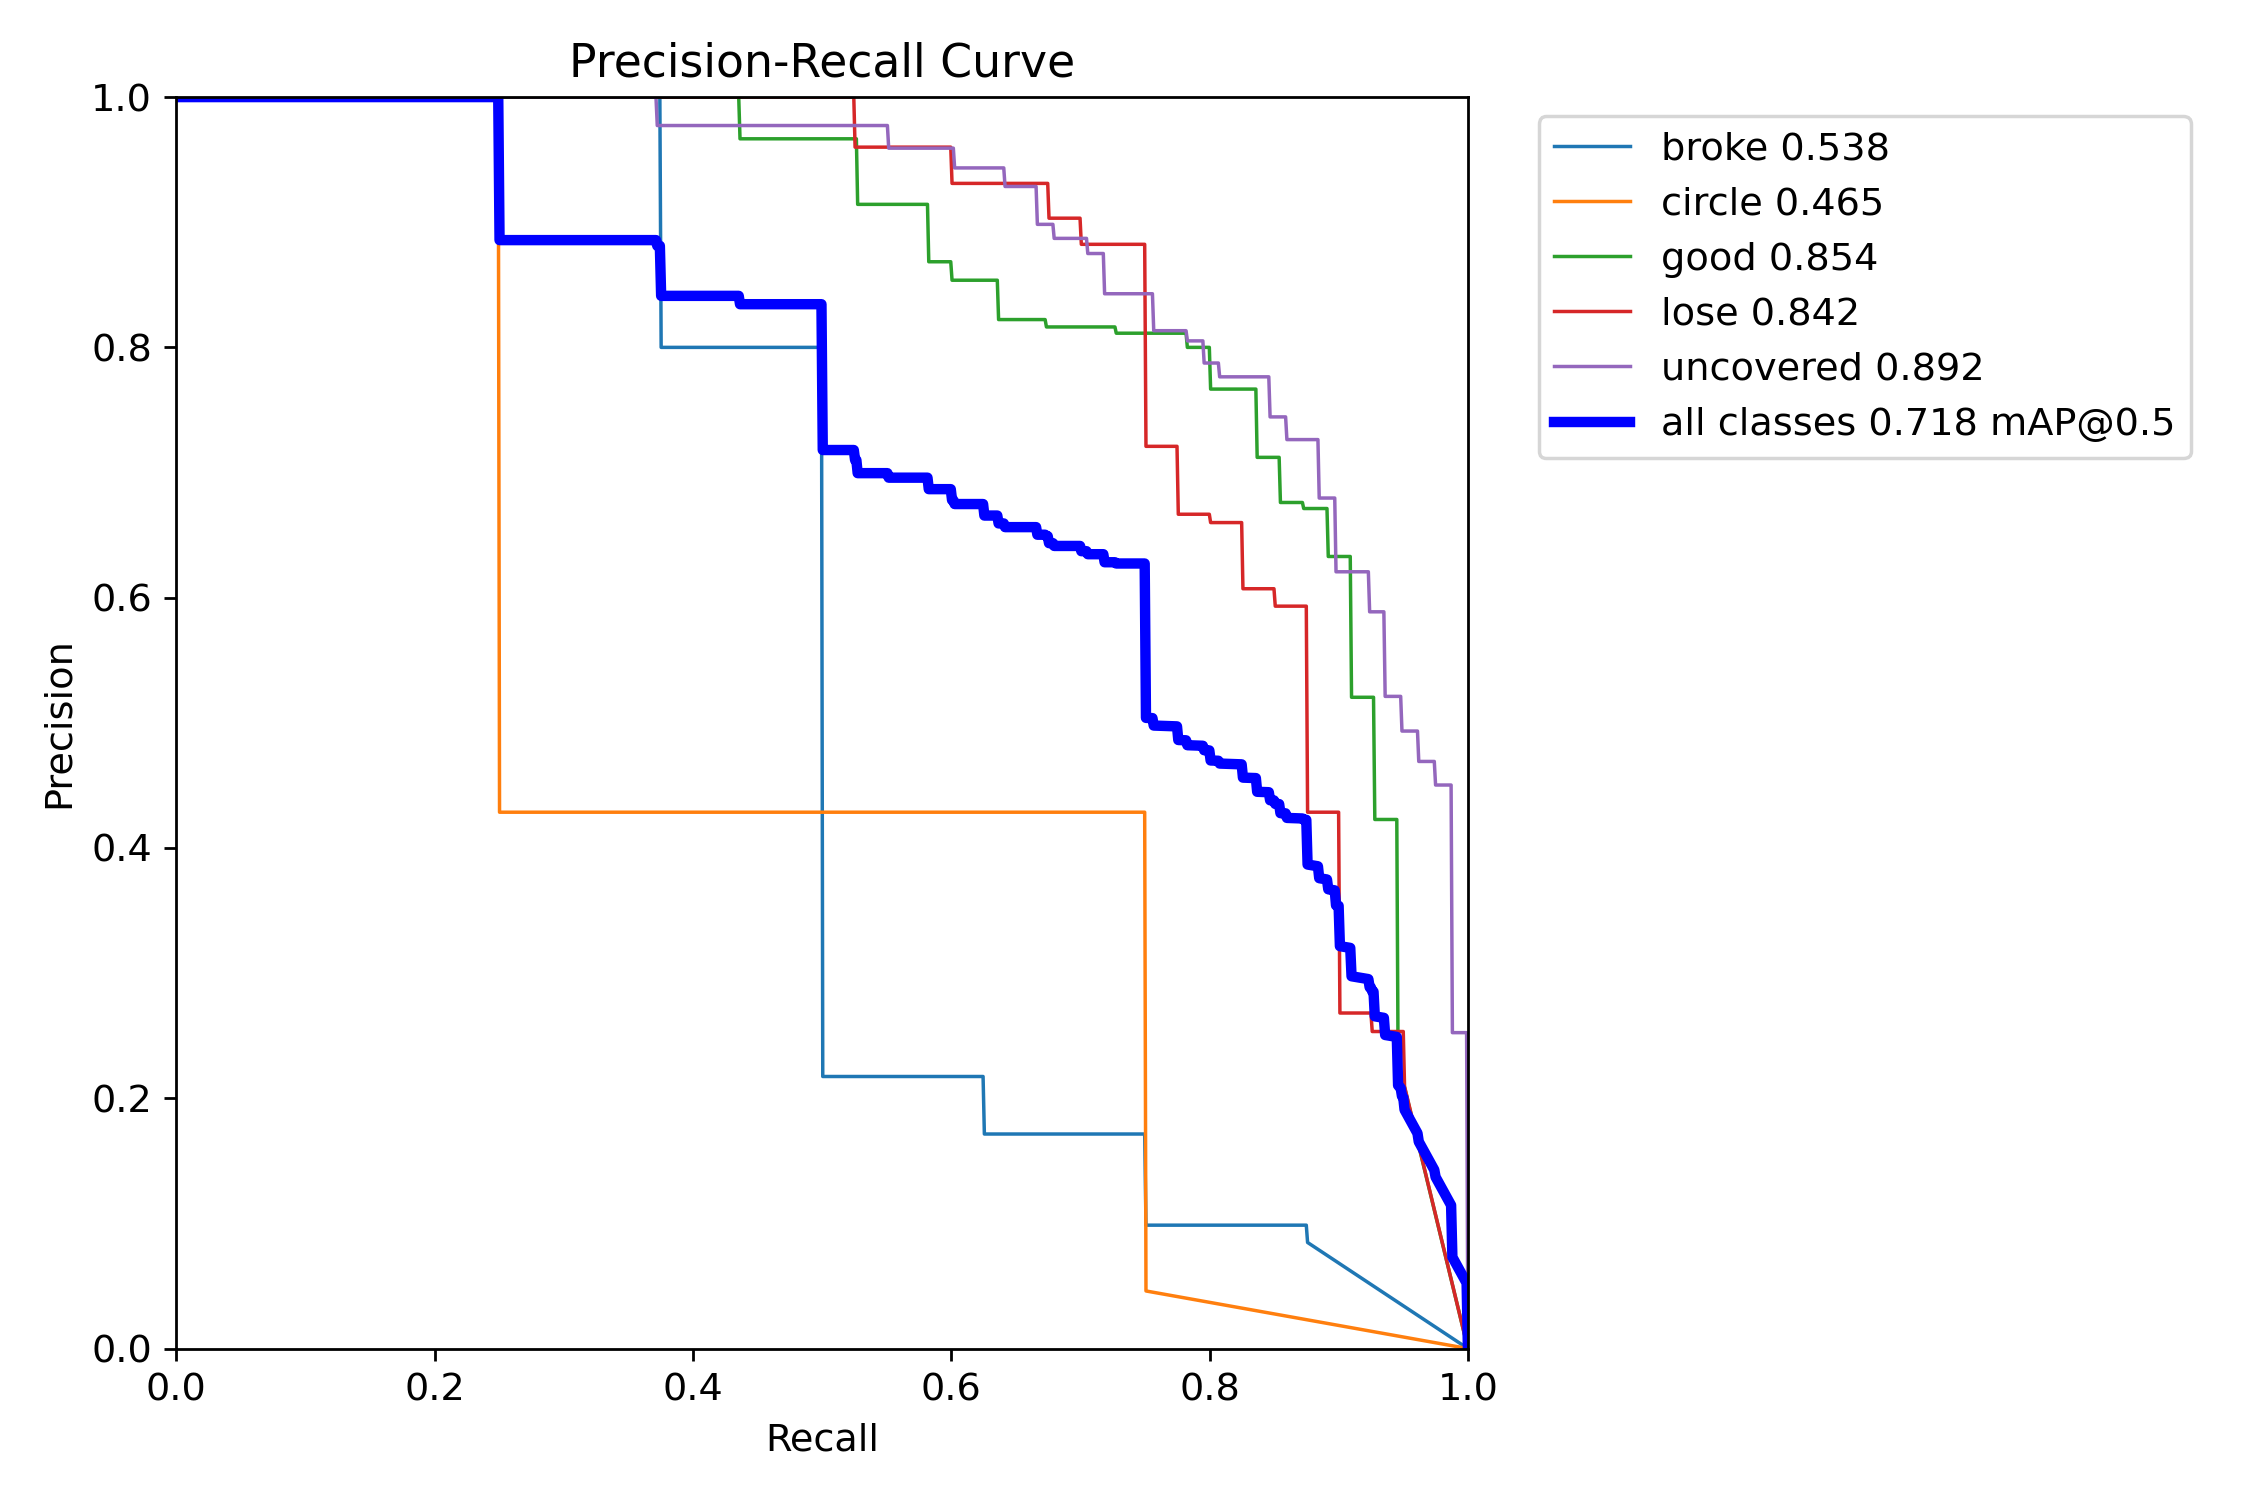 Precision-Recall Curve
1.0
0.8
0.6
0.4
0.2
0.0
Precision
0.0 0.2 0.4 0.6 0.8 1.0
Recall
broke 0.538
circle 0.465
good 0.854
lose 0.842
uncovered 0.892
all classes 0.718 mAP@0.5